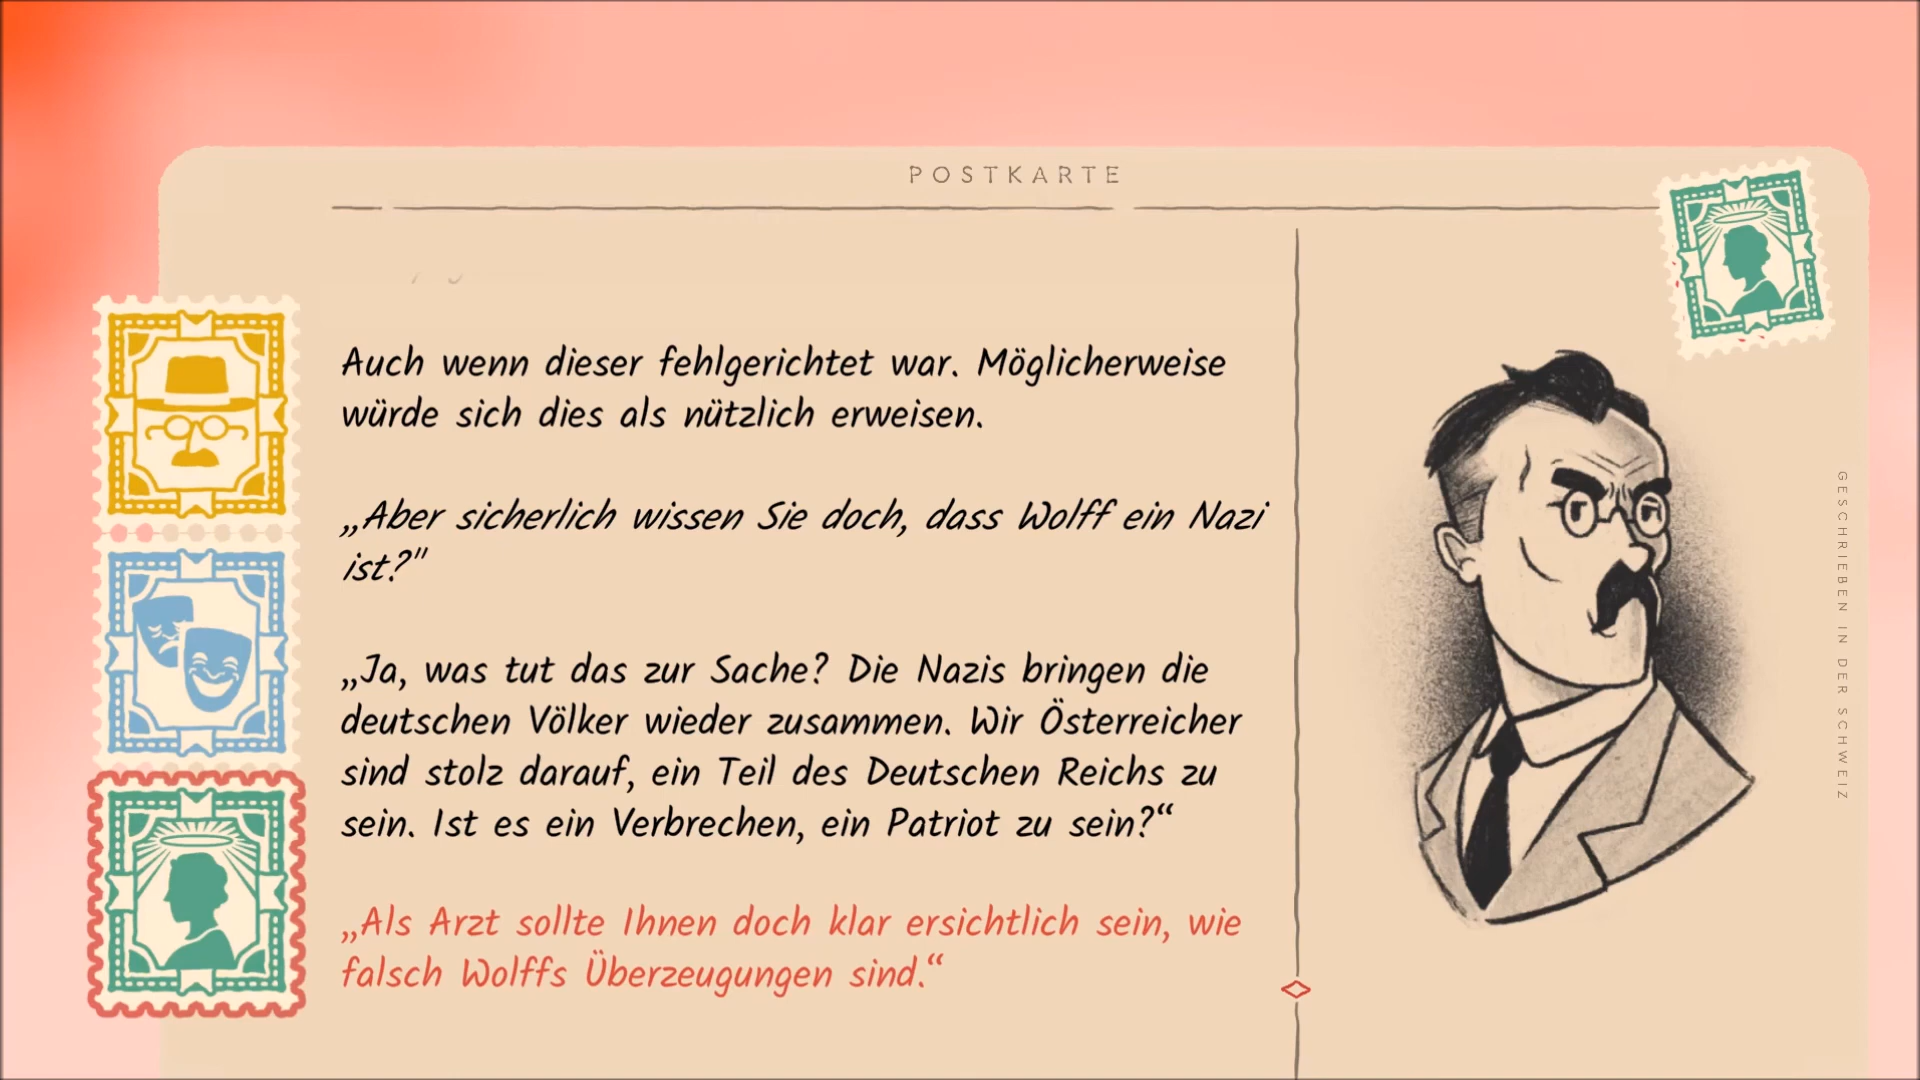 POSTKARTE
Auch wenn dieser fehlgerichtet war. Möglicherweise
würde sich dies als nützlich erweisen.
„Aber sicherlich wissen Sie doch, dass Wolff ein Nazi
ist?"
„Ja, was tut das zur Sache? Die Nazis bringen die
deutschen Völker wieder zusammen. Wir Österreicher
sind stolz darauf, ein Teil des Deutschen Reichs zu
sein. Ist es ein Verbrechen, ein Patriot zu sein?“
„Als Arzt sollte Ihnen doch klar ersichtlich sein, wie
falsch Wolffs Überzeugungen sind.“
GESCHRIEBEN IN DER SCHWEIZ